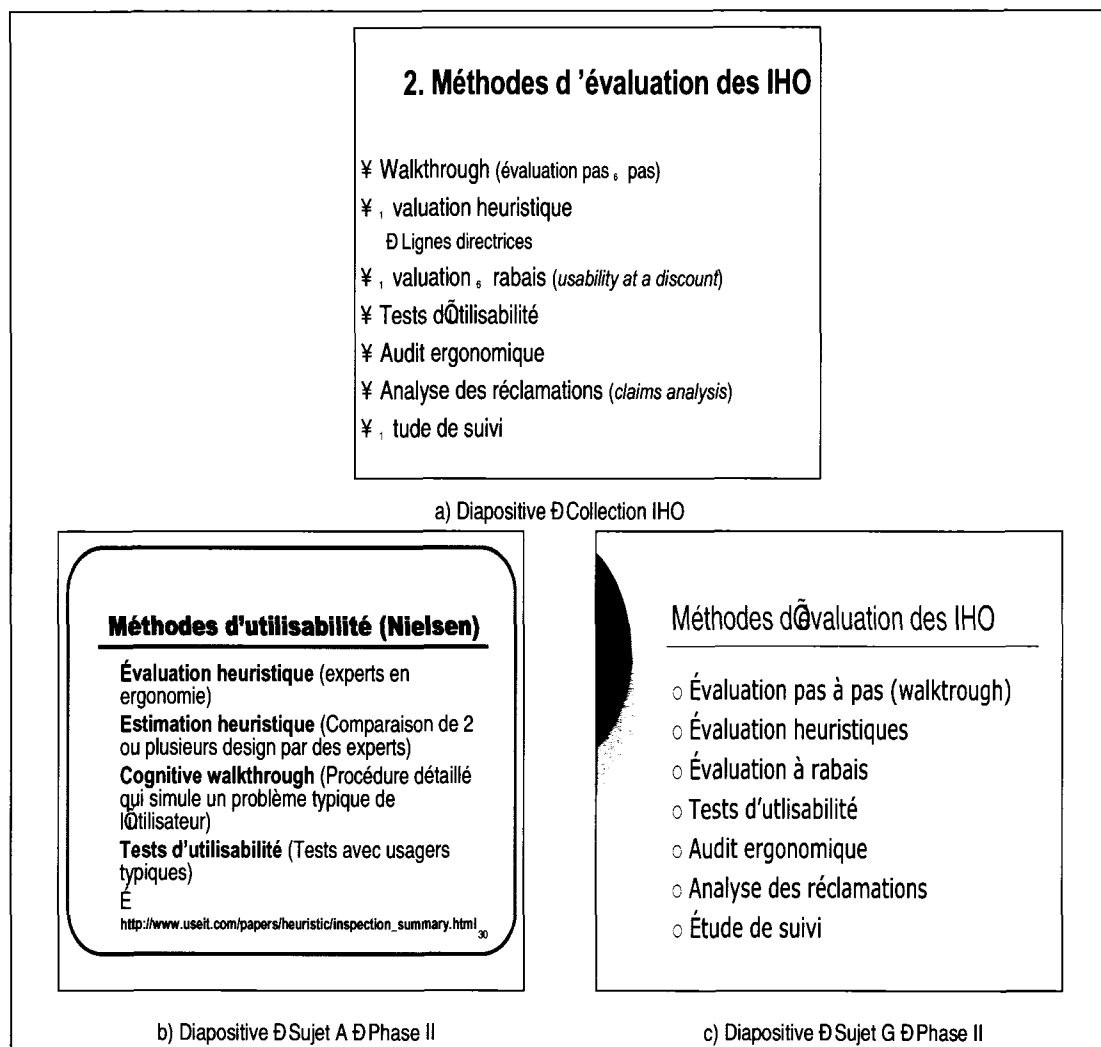 2. Méthodes d ’évaluation des IHO
¥ Walkthrough (évaluation pas ₆ pas)
¥ ₁ valuation heuristique
Ð Lignes directrices
¥ ₁ valuation ₆ rabais (usability at a discount)
¥ Tests dÕtilisabilité
¥ Audit ergonomique
¥ Analyse des réclamations (claims analysis)
¥ ₁ tude de suivi
a) Diapositive Ð Collection IHO
Méthodes d'utilisabilité (Nielsen)
Évaluation heuristique (experts en
ergonomie)
Estimation heuristique (Comparaison de 2
ou plusieurs design par des experts)
Cognitive walkthrough (Procédure détaillé
qui simule un problème typique de
lÕtilisateur)
Tests d'utilisabilité (Tests avec usagers
typiques)
É
http://www.useit.com/papers/heuristic/inspection_summary.html
30
b) Diapositive Ð Sujet A Ð Phase II
Méthodes dÕévaluation des IHO
○ Évaluation pas à pas (walktrough)
○ Évaluation heuristiques
○ Évaluation à rabais
○ Tests d'utlisabilité
○ Audit ergonomique
○ Analyse des réclamations
○ Étude de suivi
c) Diapositive Ð Sujet G Ð Phase II